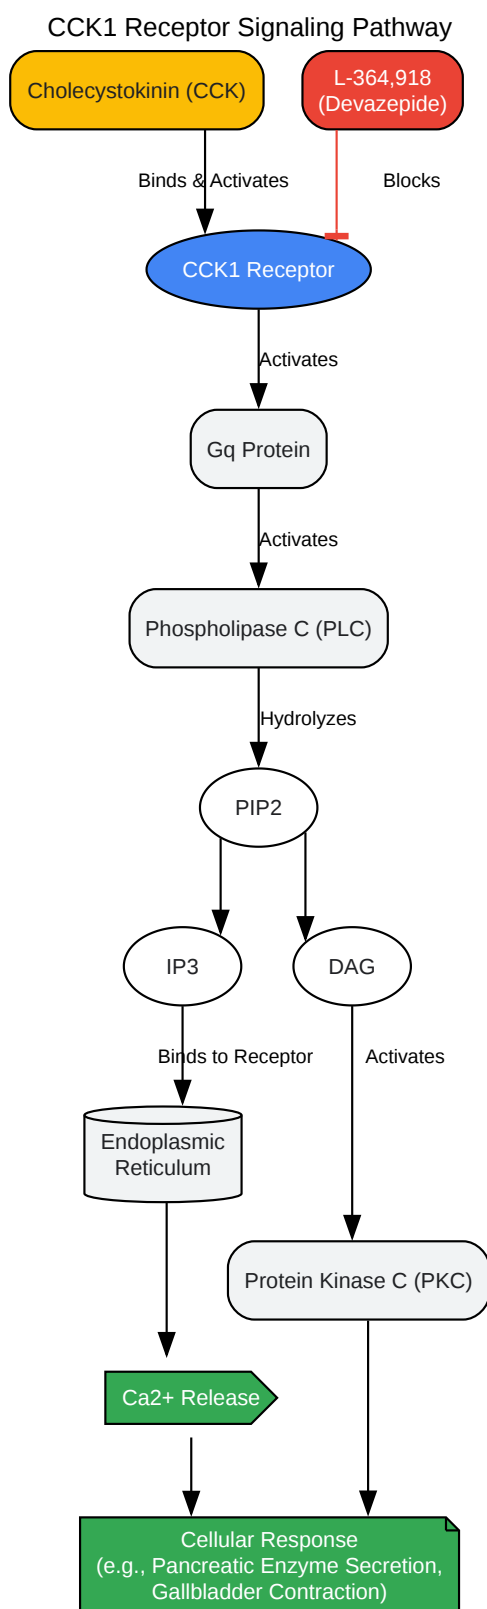 CCK1 Receptor Signaling Pathway
Cholecystokinin (CCK)
L-364,918
(Devazepide)
Binds & Activates
Blocks
CCK1 Receptor
Activates
Gq Protein
Activates
Phospholipase C (PLC)
Hydrolyzes
PIP2
IP3
DAG
Binds to Receptor
Activates
Endoplasmic
Reticulum
Protein Kinase C (PKC)
Ca2+ Release
Cellular Response
(e.g., Pancreatic Enzyme Secretion,
Gallbladder Contraction)